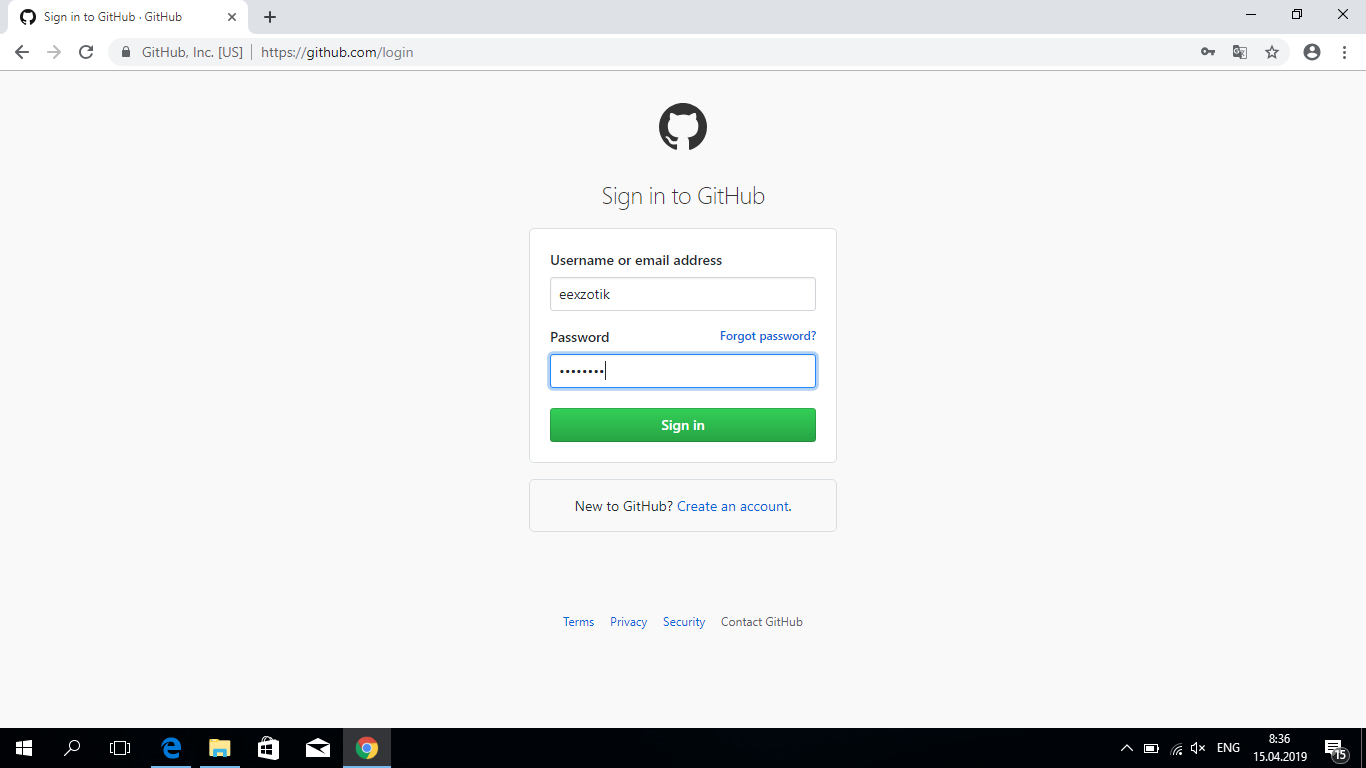 Sign in to GitHub · GitHub
GitHub, Inc. [US] https://github.com/login
Sign in to GitHub
Username or email address
eexzotik
Password Forgot password?
••••••••
Sign in
New to GitHub? Create an account.
Terms Privacy Security Contact GitHub
ENG 8:36
15.04.2019 15